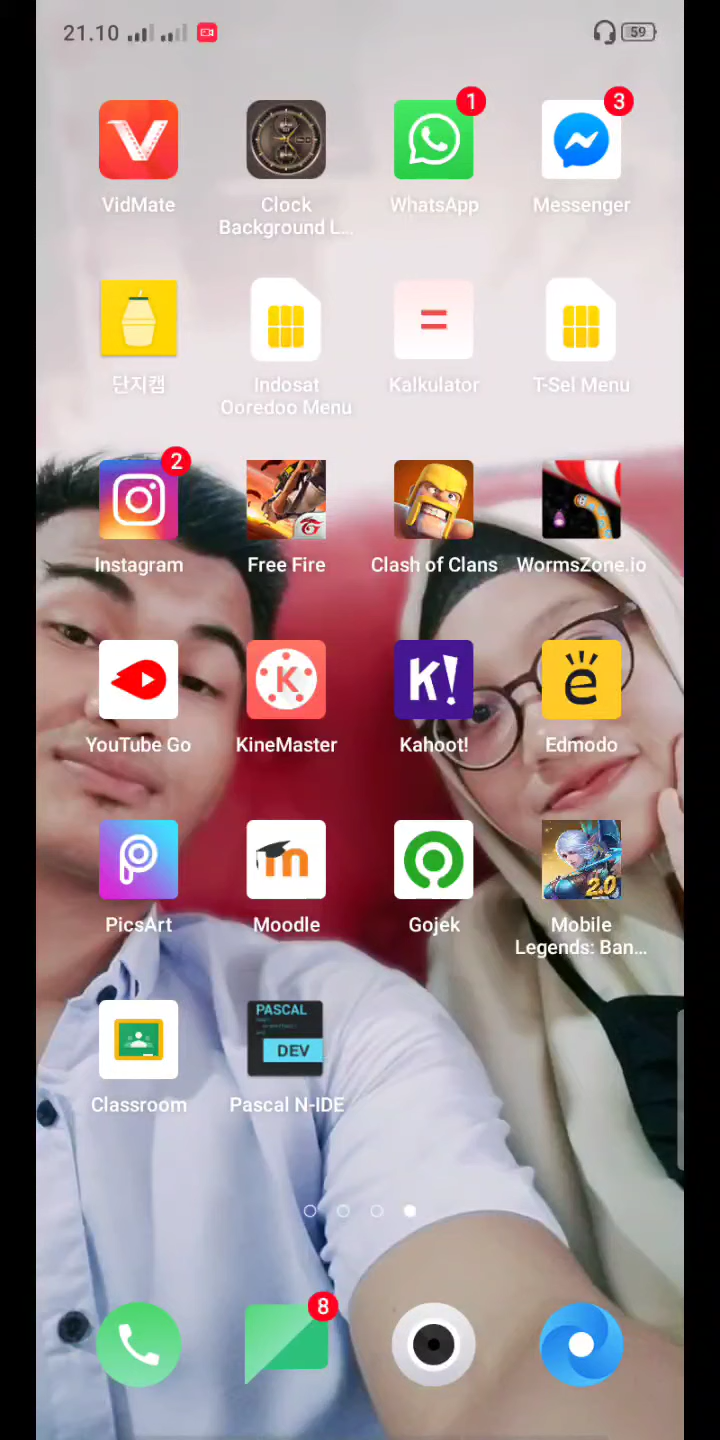 21.10
59
1
3
VidMate
Clock
Background L...
WhatsApp
Messenger
단지캠
Indosat
Ooredoo Menu
Kalkulator
T-Sel Menu
2
Instagram
Free Fire
Clash of Clans
WormsZone.io
YouTube Go
K
KineMaster
K!
Kahoot!
e
Edmodo
PicsArt
m
Moodle
Gojek
2.0
Mobile
Legends: Ban...
Classroom
PASCAL
DEV
Pascal N-IDE
8